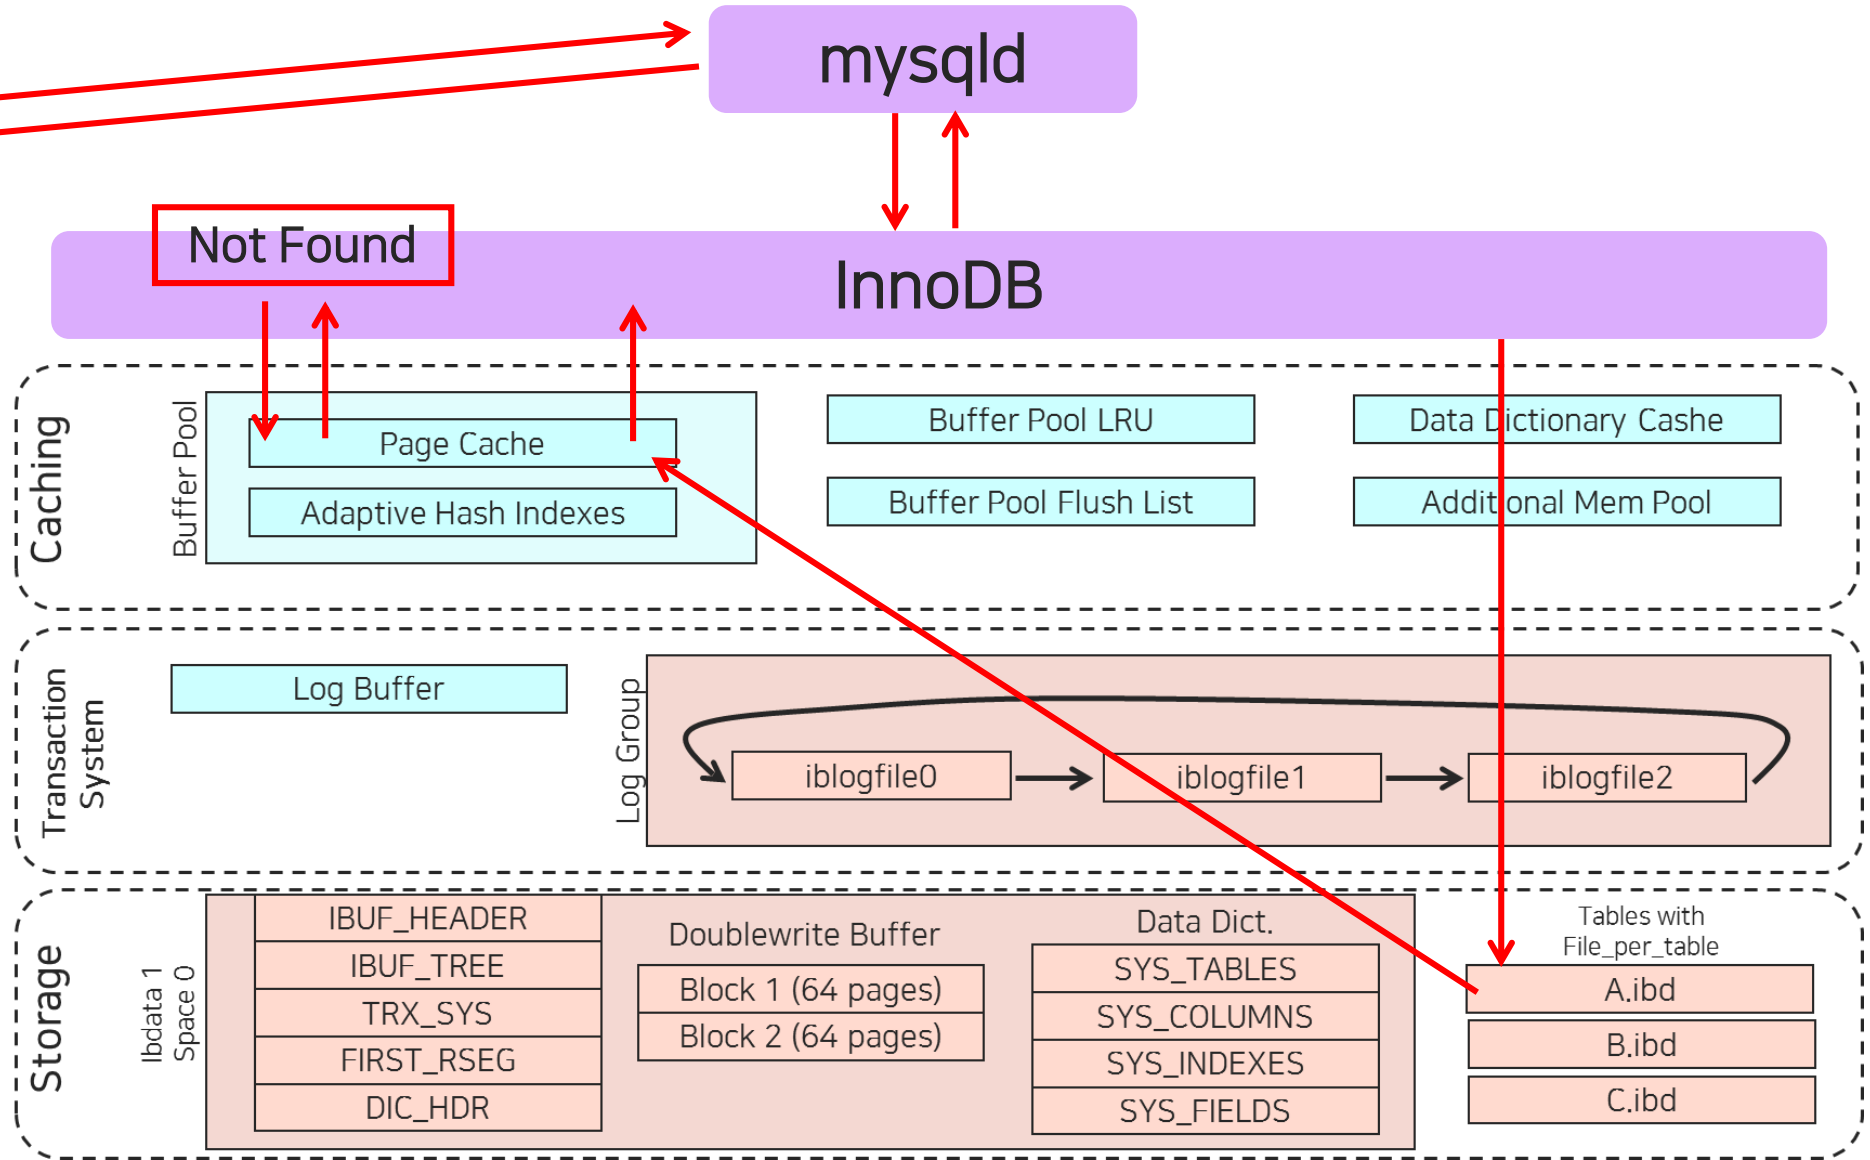 mysqld
Not Found
InnoDB
Caching
Buffer Pool
Page Cache
Adaptive Hash Indexes
Buffer Pool LRU
Buffer Pool Flush List
Data Dictionary Cashe
Additional Mem Pool
Transaction
System
Log Buffer
Log Group
iblogfile0
iblogfile1
iblogfile2
Storage
Ibdata 1
Space 0
IBUF_HEADER
IBUF_TREE
TRX_SYS
FIRST_RSEG
DIC_HDR
Doublewrite Buffer
Block 1 (64 pages)
Block 2 (64 pages)
Data Dict.
SYS_TABLES
SYS_COLUMNS
SYS_INDEXES
SYS_FIELDS
Tables with
File_per_table
A.ibd
B.ibd
C.ibd